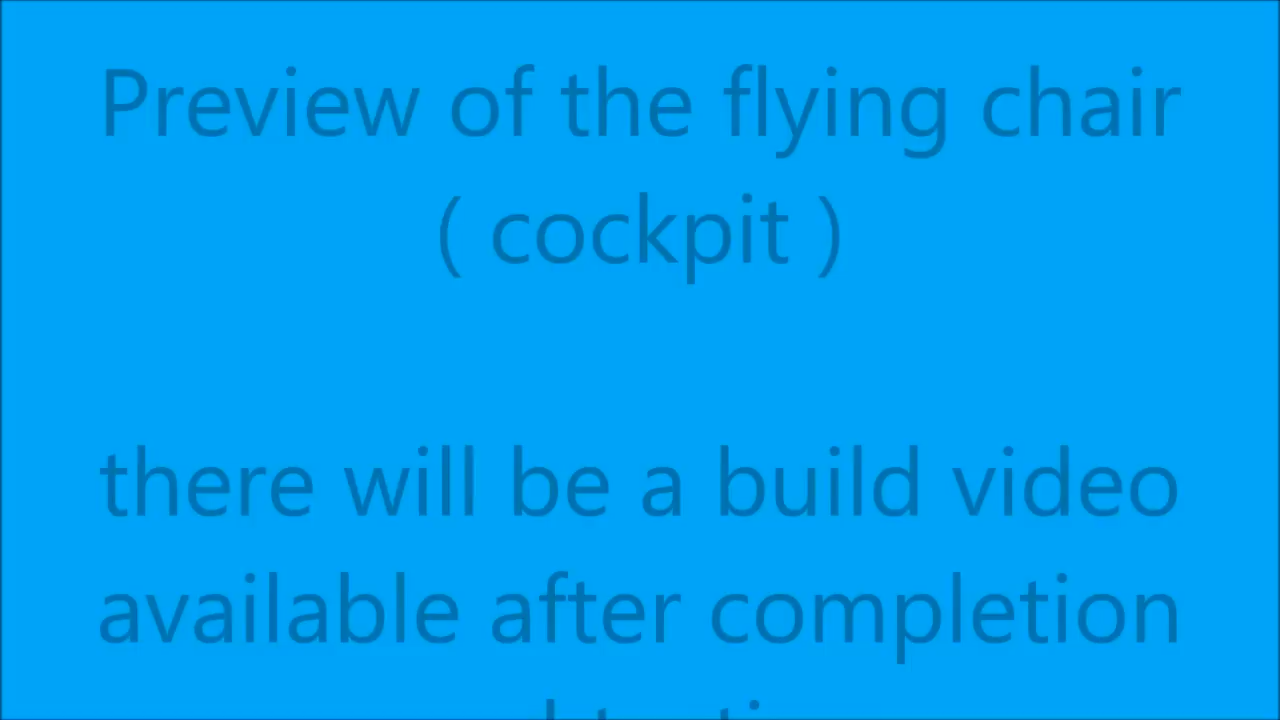 Preview of the flying chair
( cockpit )
there will be a build video
available after completion